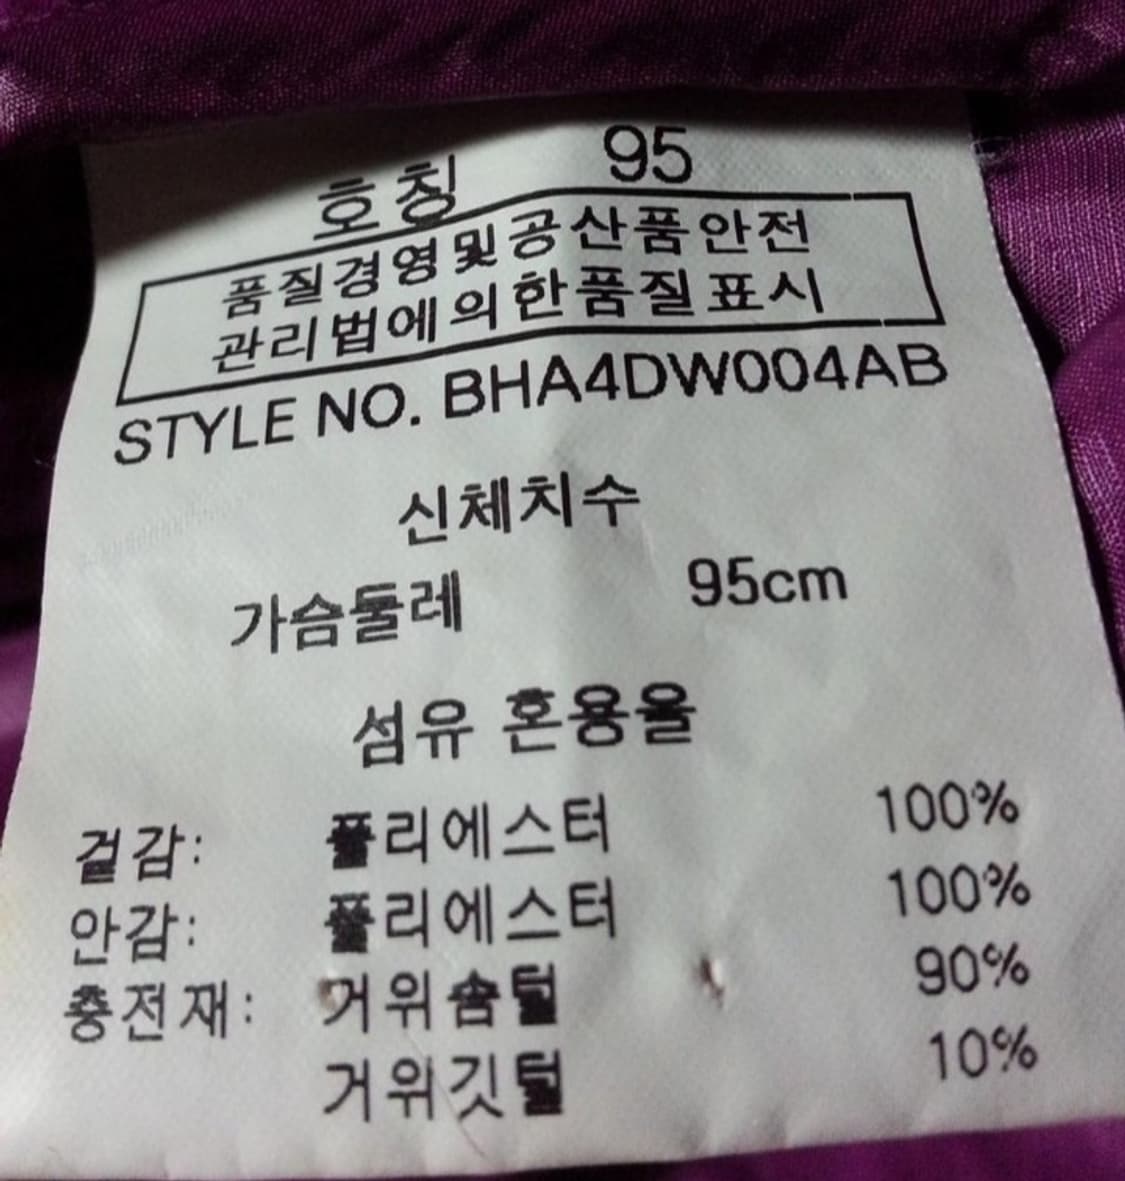 호칭 95
품질경영및공산품안전
관리법에의한품질표시
STYLE NO. BHA4DW004AB
신체치수
가슴둘레 95cm
섬유 혼용율
겉감: 폴리에스터 100%
안감: 폴리에스터 100%
충전재: 거위솜털 90%
거위깃털 10%